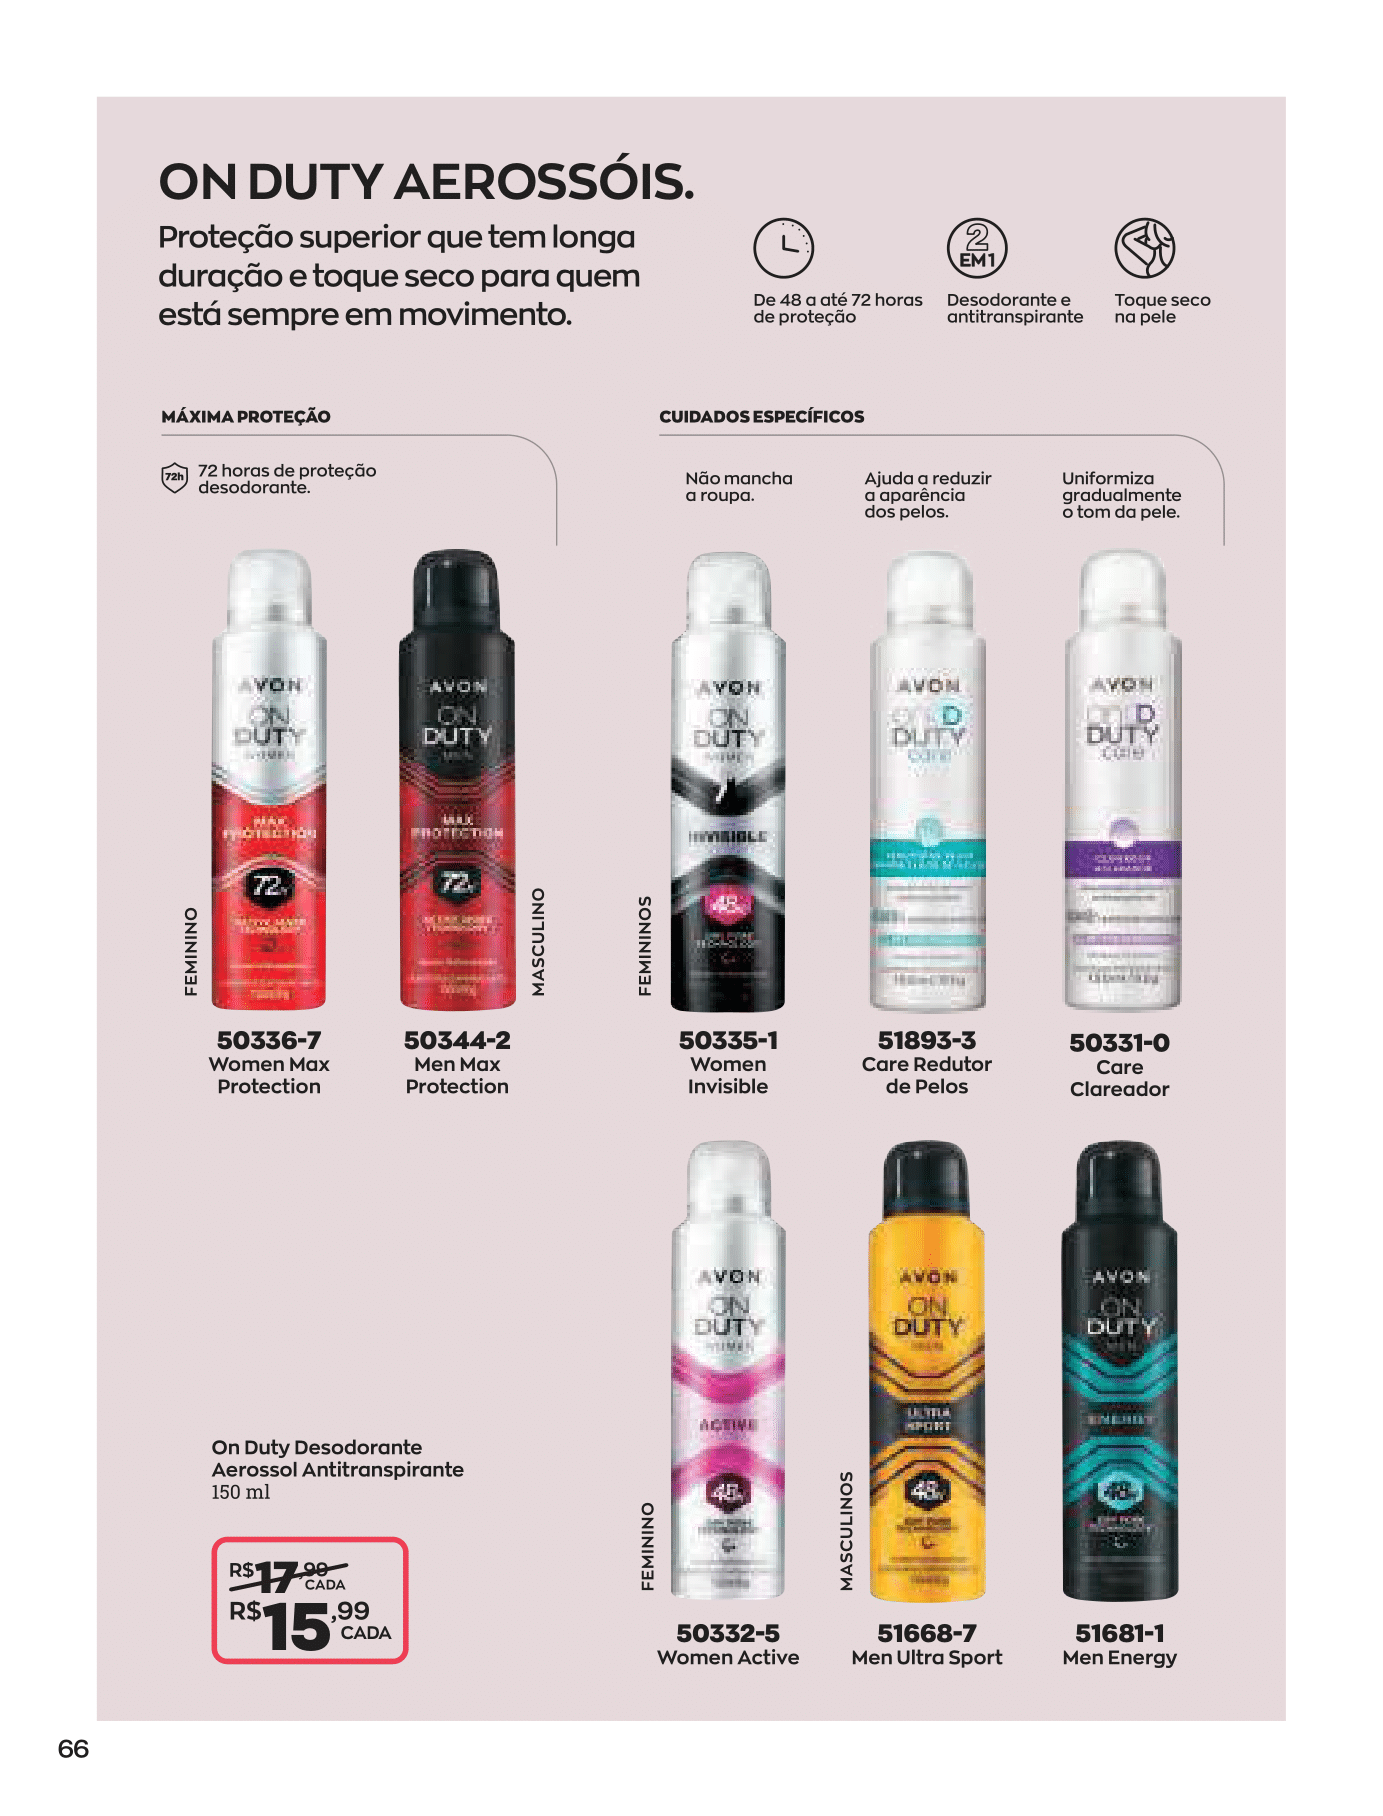 ON DUTY AEROSSÓIS.
Proteção superior que tem longa
duração e toque seco para quem
está sempre em movimento.
De 48 a até 72 horas
de proteção
2
EM 1
Desodorante e
antitranspirante
Toque seco
na pele
MÁXIMA PROTEÇÃO
72h
72 horas de proteção
desodorante.
CUIDADOS ESPECÍFICOS
Não mancha
a roupa.
Ajuda a reduzir
a aparência
dos pelos.
Uniformiza
gradualmente
o tom da pele.
FEMININO
AVON
ON
DUTY
WOMEN
MAX
PROTECTION
72h
50336-7
Women Max
Protection
AVON
ON
DUTY
MEN
MAX
PROTECTION
72h
MASCULINO
50344-2
Men Max
Protection
FEMININOS
AVON
ON
DUTY
WOMEN
INVISIBLE
48h
50335-1
Women
Invisible
AVON
DUTY
care
51893-3
Care Redutor
de Pelos
AVON
DUTY
care
50331-0
Care
Clareador
FEMININO
AVON
ON
DUTY
WOMEN
ACTIVE
48h
50332-5
Women Active
MASCULINOS
AVON
ON
DUTY
MEN
ULTRA
SPORT
48h
51668-7
Men Ultra Sport
AVON
ON
DUTY
MEN
ENERGY
48h
51681-1
Men Energy
On Duty Desodorante
Aerossol Antitranspirante
150 ml
R$17,99
CADA
R$15,99
CADA
66